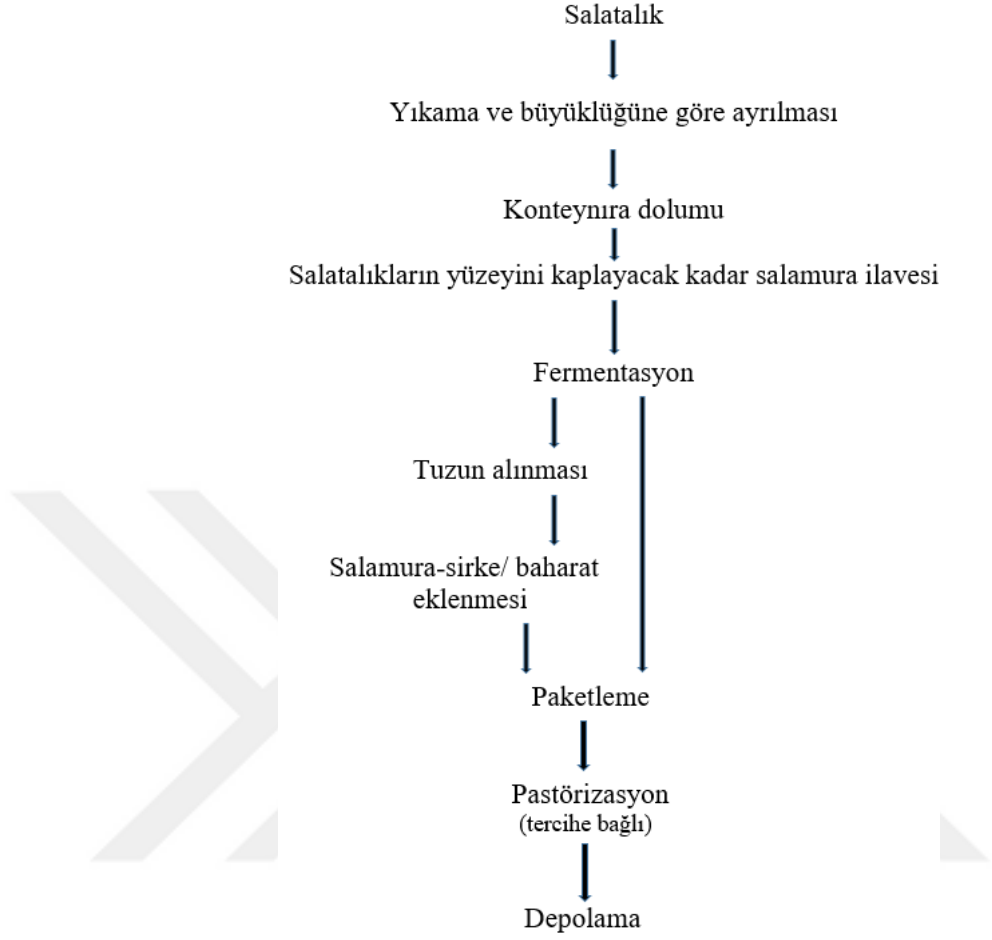 Salatalık
Yıkama ve büyüklüğüne göre ayrılması
Konteynıra dolumu
Salatalıkların yüzeyini kaplayacak kadar salamura ilavesi
Fermentasyon
Tuzun alınması
Salamura-sirke/ baharat
eklenmesi
Paketleme
Pastörizasyon
(tercihe bağlı)
Depolama